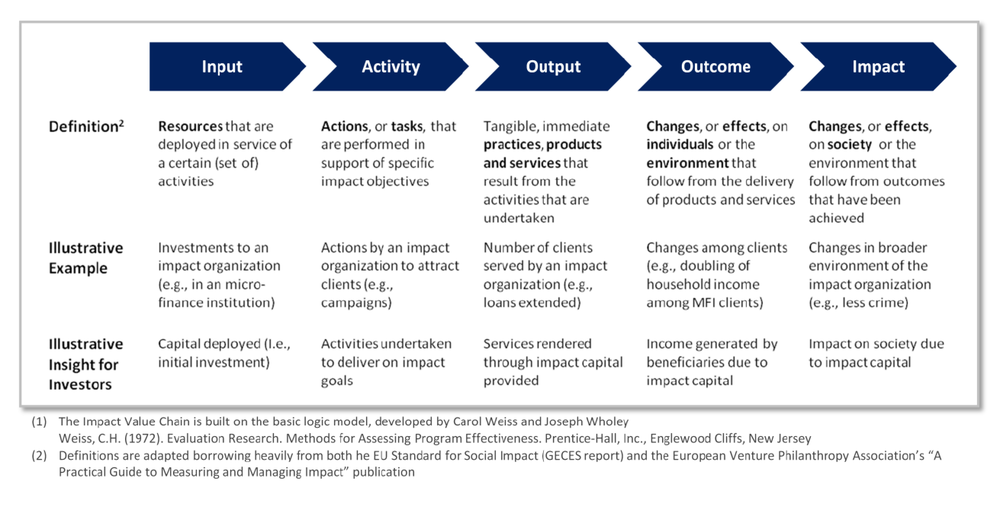 Input
Activity
Output
Outcome
Impact
Definition2
Resources that are
deployed in service of
a certain (set of)
activities
Actions, or tasks, that
are performed in
support of specific
impact objectives
Tangible, immediate
practices, products
and services that
result from the
activities that are
undertaken
Changes, or effects, on
individuals or the
environment that
follow from the delivery
of products and services
Changes, or effects,
on society or the
environment that
follow from outcomes
that have been
achieved
Illustrative
Example
Investments to an
impact organization
(e.g., in an micro-
finance institution)
Actions by an impact
organization to attract
clients (e.g.,
campaigns)
Number of clients
served by an impact
organization (e.g.,
loans extended)
Changes among clients
(e.g., doubling of
household income
among MFI clients)
Changes in broader
environment of the
impact organization
(e.g., less crime)
Illustrative
Insight for
Investors
Capital deployed (I.e.,
initial investment)
Activities undertaken
to deliver on impact
goals
Services rendered
through impact capital
provided
Income generated by
beneficiaries due to
impact capital
Impact on society due
to impact capital
(1) The Impact Value Chain is built on the basic logic model, developed by Carol Weiss and Joseph Wholey
Weiss, C.H. (1972). Evaluation Research. Methods for Assessing Program Effectiveness. Prentice-Hall, Inc., Englewood Cliffs, New Jersey
(2) Definitions are adapted borrowing heavily from both he EU Standard for Social Impact (GECES report) and the European Venture Philanthropy Association's “A
Practical Guide to Measuring and Managing Impact” publication